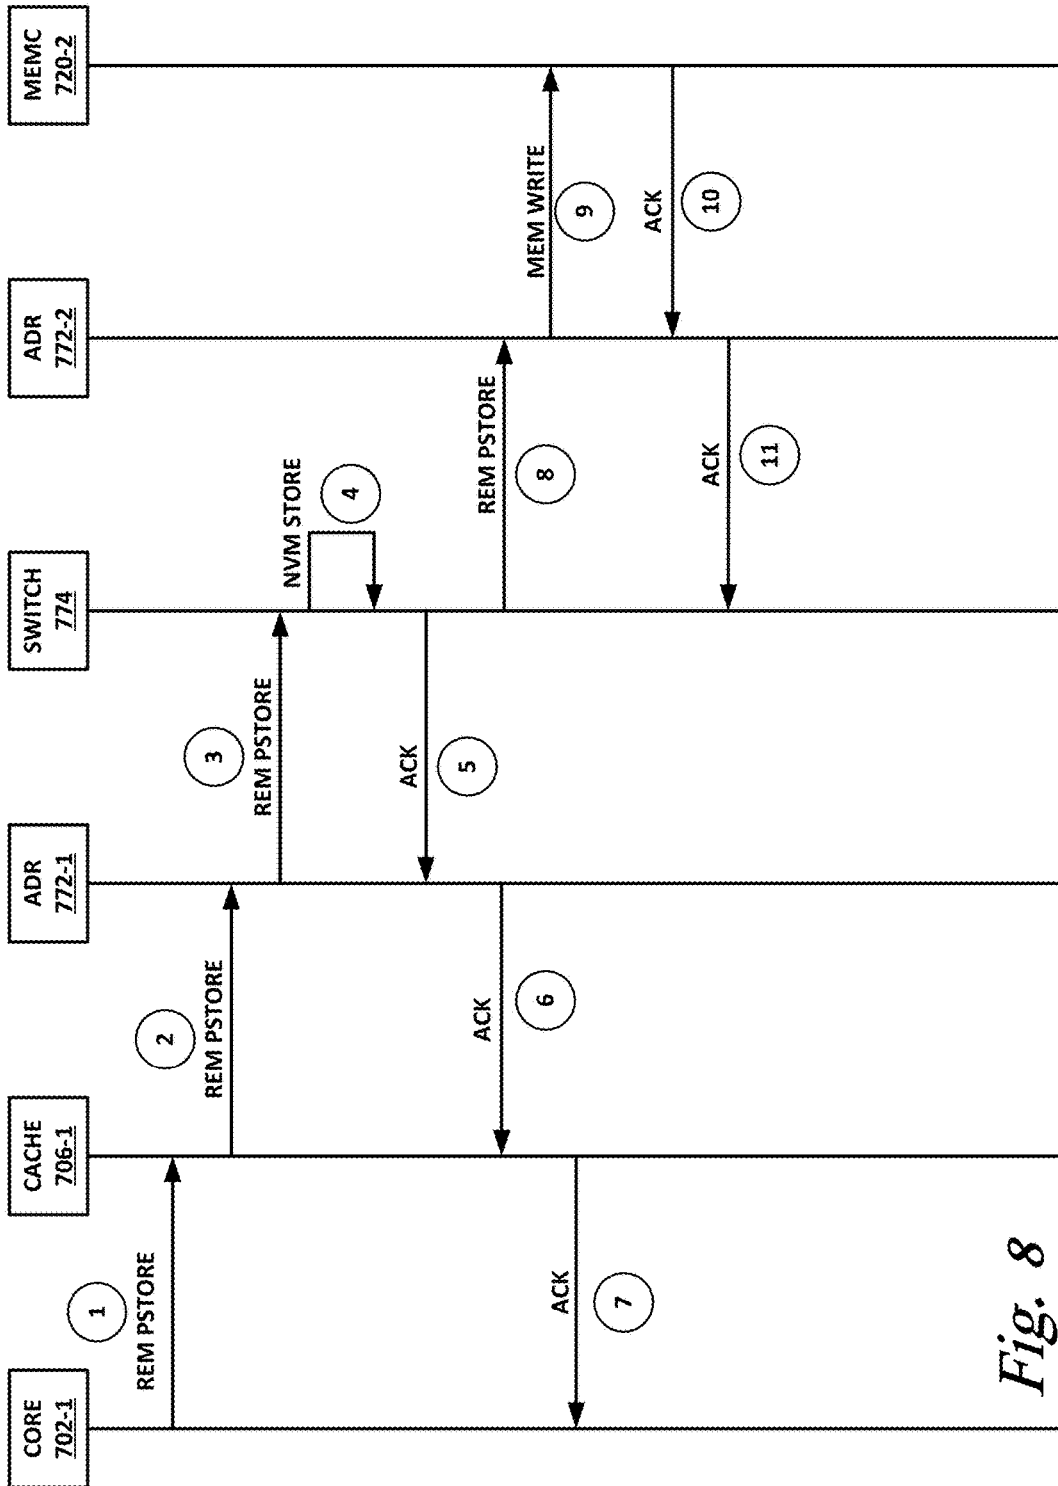 CORE
702-1
CACHE
706-1
ADR
772-1
SWITCH
774
ADR
772-2
MEMC
720-2
1
REM PSTORE
2
REM PSTORE
3
REM PSTORE
NVM STORE
4
ACK
5
ACK
6
ACK
7
REM PSTORE
8
MEM WRITE
9
ACK
10
ACK
11
Fig. 8